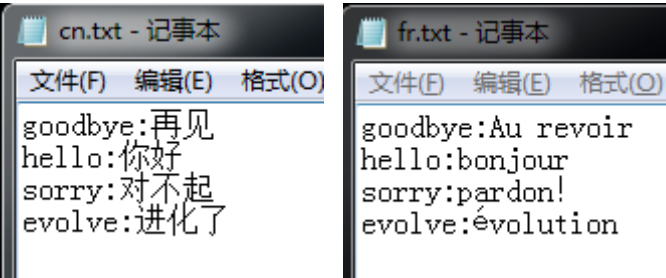 cn.txt - 记事本
文件(F) 编辑(E) 格式(O)
goodbye:再见
hello:你好
sorry:对不起
evolve:进化了
fr.txt - 记事本
文件(F) 编辑(E) 格式(O)
goodbye:Au revoir
hello:bonjour
sorry:pardon!
evolve:évolution